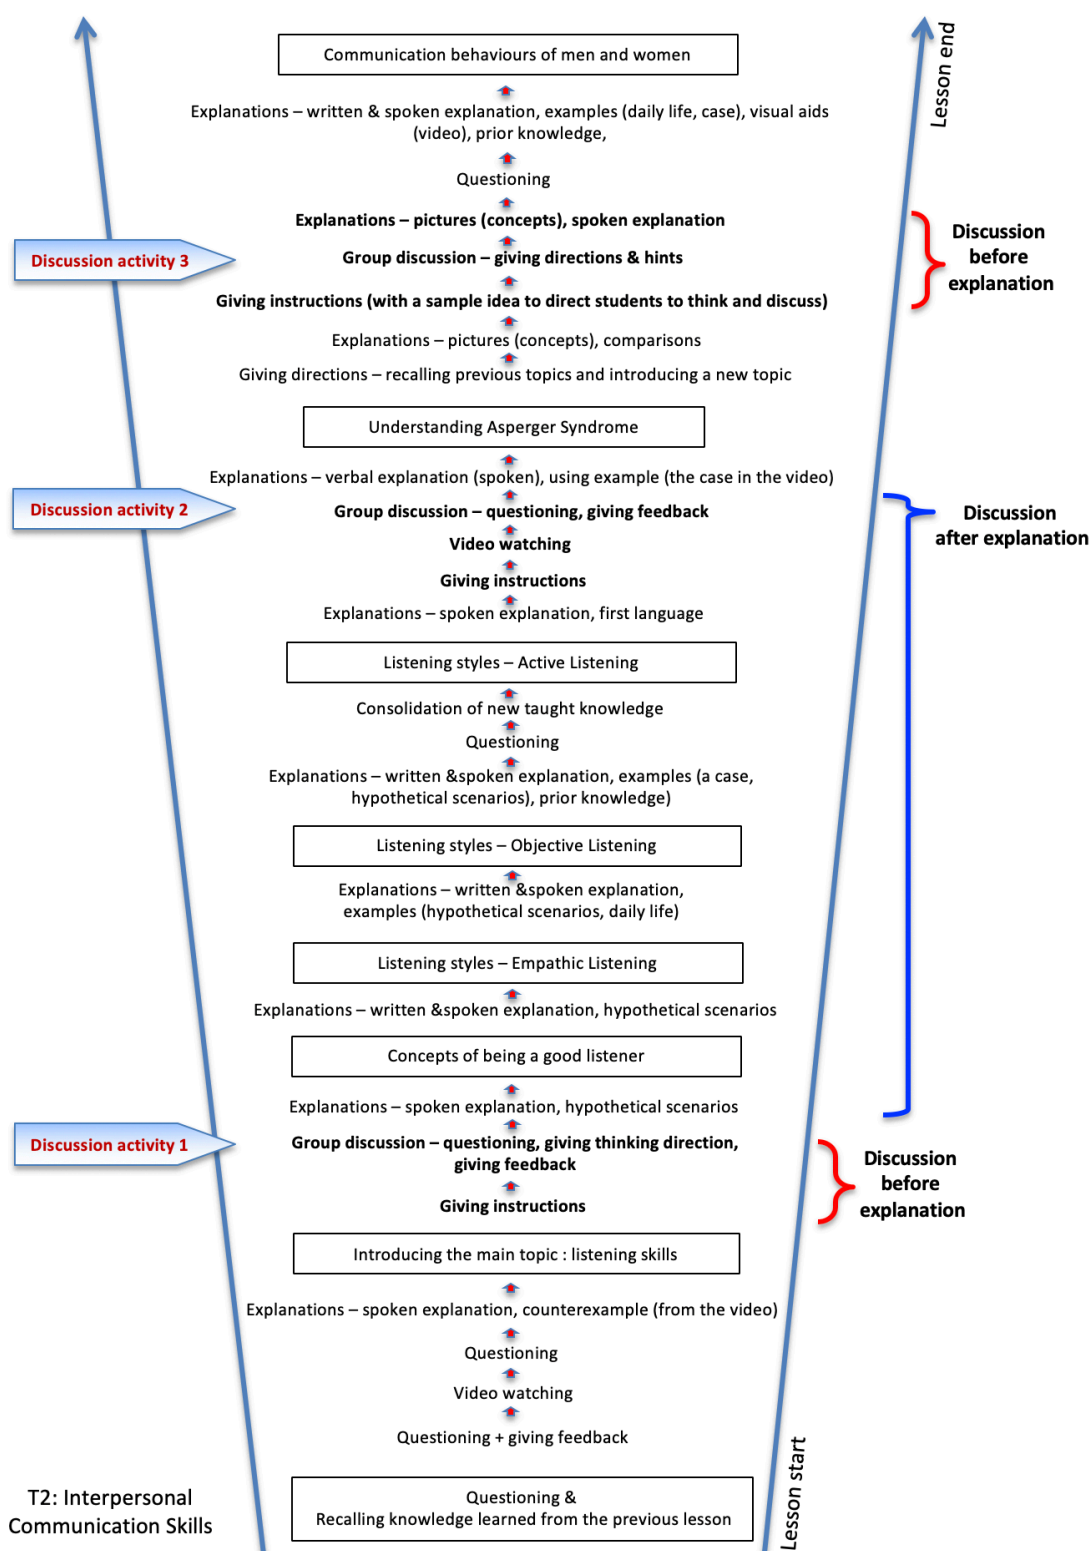 Lesson end
Communication behaviours of men and women
Explanations – written & spoken explanation, examples (daily life, case), visual aids
(video), prior knowledge,
Questioning
Explanations – pictures (concepts), spoken explanation
Discussion
before
explanation
Discussion activity 3
Group discussion – giving directions & hints
Giving instructions (with a sample idea to direct students to think and discuss)
Explanations – pictures (concepts), comparisons
Giving directions – recalling previous topics and introducing a new topic
Understanding Asperger Syndrome
Explanations – verbal explanation (spoken), using example (the case in the video)
Discussion activity 2
Group discussion – questioning, giving feedback
Discussion
after explanation
Video watching
Giving instructions
Explanations – spoken explanation, first language
Listening styles – Active Listening
Consolidation of new taught knowledge
Questioning
Explanations – written &spoken explanation, examples (a case,
hypothetical scenarios), prior knowledge)
Listening styles – Objective Listening
Explanations – written &spoken explanation,
examples (hypothetical scenarios, daily life)
Listening styles – Empathic Listening
Explanations – written &spoken explanation, hypothetical scenarios
Concepts of being a good listener
Explanations – spoken explanation, hypothetical scenarios
Discussion activity 1
Group discussion – questioning, giving thinking direction,
giving feedback
Discussion
before
explanation
Giving instructions
Introducing the main topic : listening skills
Explanations – spoken explanation, counterexample (from the video)
Questioning
Video watching
Questioning + giving feedback
Lesson start
T2: Interpersonal
Communication Skills
Questioning &
Recalling knowledge learned from the previous lesson